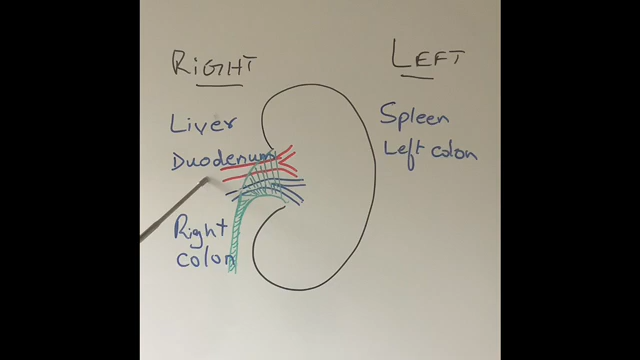 RIGHT
Liver
Duodenum
Right
colon
LEFT
Spleen
Left colon